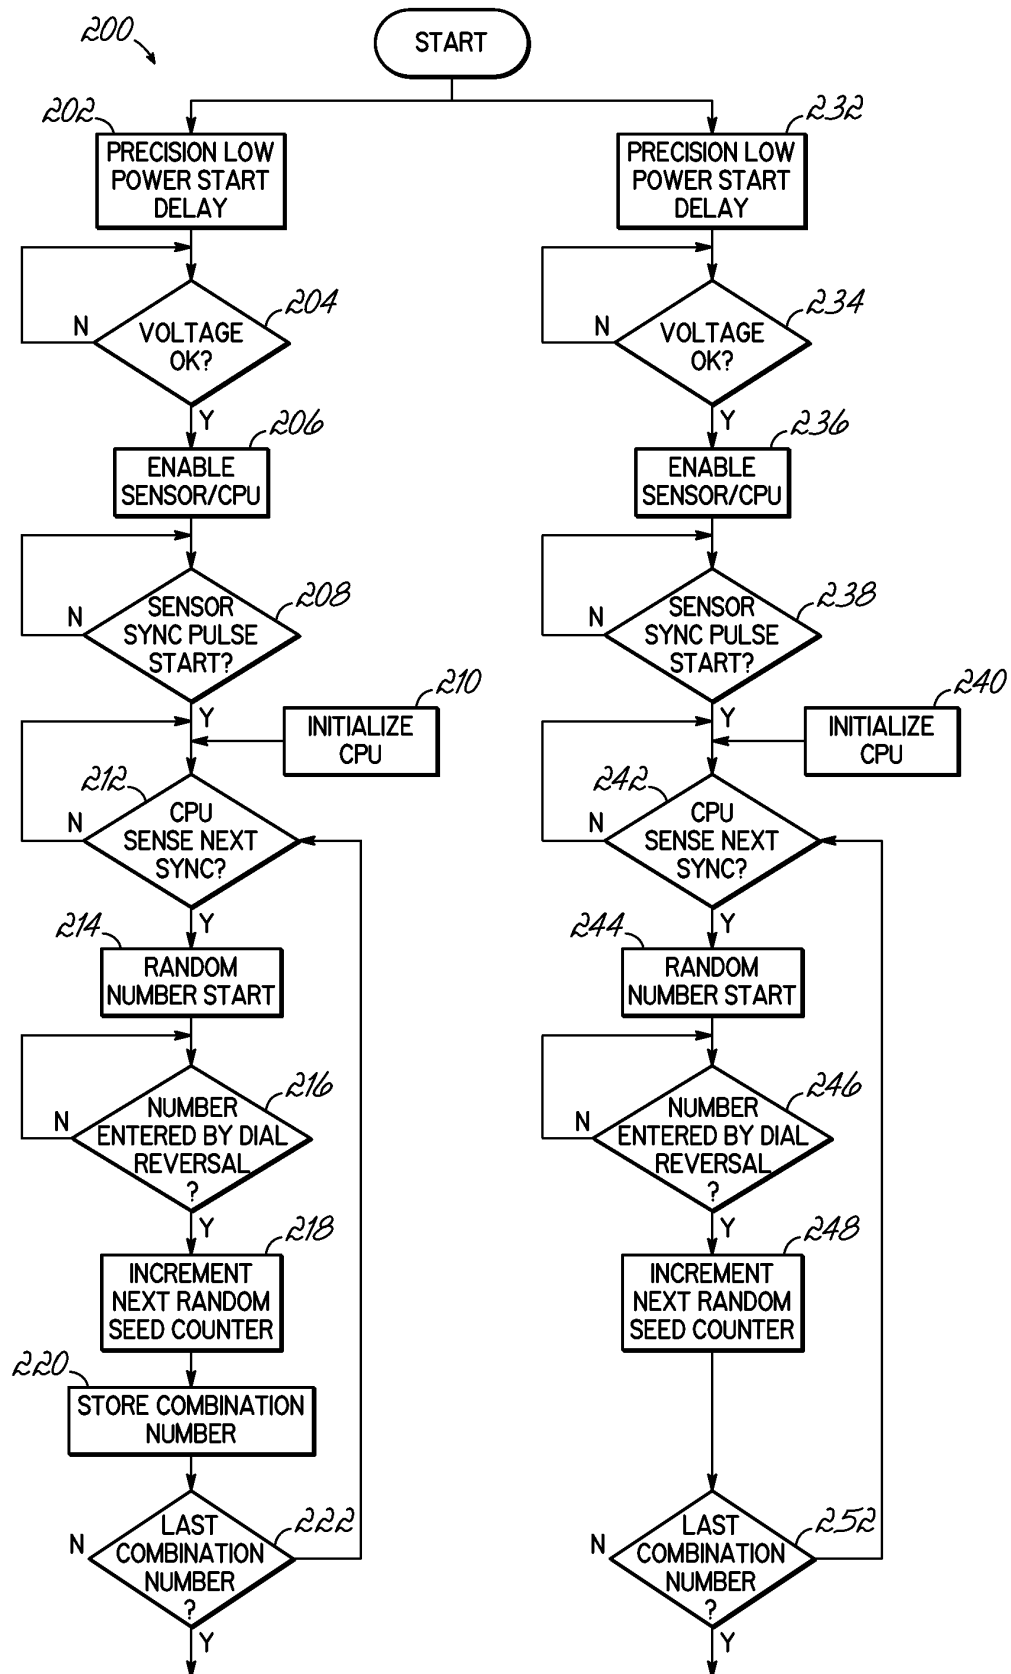 200
START
202
PRECISION LOW
POWER START
DELAY
204
VOLTAGE
OK?
N
Y
206
ENABLE
SENSOR/CPU
208
SENSOR
SYNC PULSE
START?
N
Y
210
INITIALIZE
CPU
212
CPU
SENSE NEXT
SYNC?
N
Y
214
RANDOM
NUMBER START
216
NUMBER
ENTERED BY DIAL
REVERSAL
?
N
Y
218
INCREMENT
NEXT RANDOM
SEED COUNTER
220
STORE COMBINATION
NUMBER
222
LAST
COMBINATION
NUMBER
?
N
Y
232
PRECISION LOW
POWER START
DELAY
234
VOLTAGE
OK?
N
Y
236
ENABLE
SENSOR/CPU
238
SENSOR
SYNC PULSE
START?
N
Y
240
INITIALIZE
CPU
242
CPU
SENSE NEXT
SYNC?
N
Y
244
RANDOM
NUMBER START
246
NUMBER
ENTERED BY DIAL
REVERSAL
?
N
Y
248
INCREMENT
NEXT RANDOM
SEED COUNTER
252
LAST
COMBINATION
NUMBER
?
N
Y